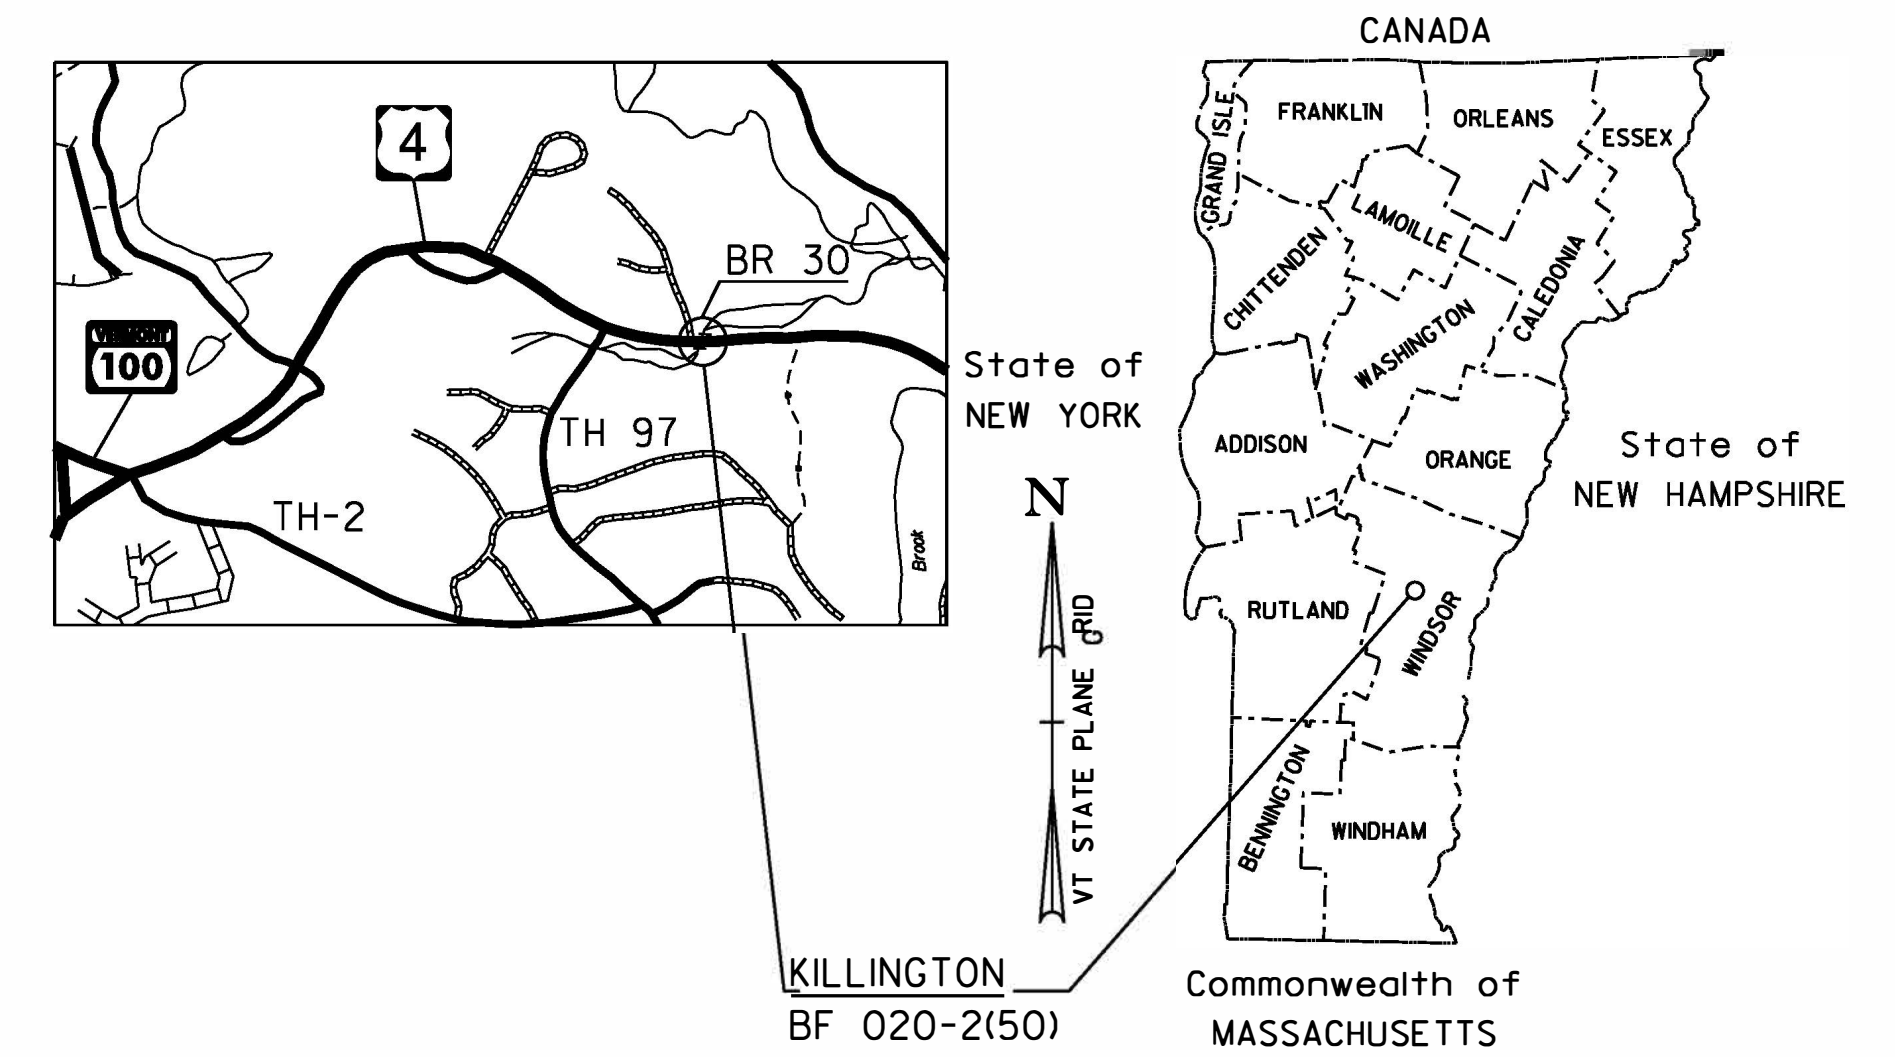 CANADA
4
BR 30
VERMONT
100
TH 97
TH-2
Brook
State of
NEW YORK
N
VT STATE PLANE GRID
GRAND ISLE
FRANKLIN
ORLEANS
ESSEX
LAMOILLE
CHITTENDEN
CALEDONIA
WASHINGTON
ADDISON
ORANGE
State of
NEW HAMPSHIRE
RUTLAND
WINDSOR
BENNINGTON
WINDHAM
KILLINGTON
BF 020-2(50)
Commonwealth of
MASSACHUSETTS